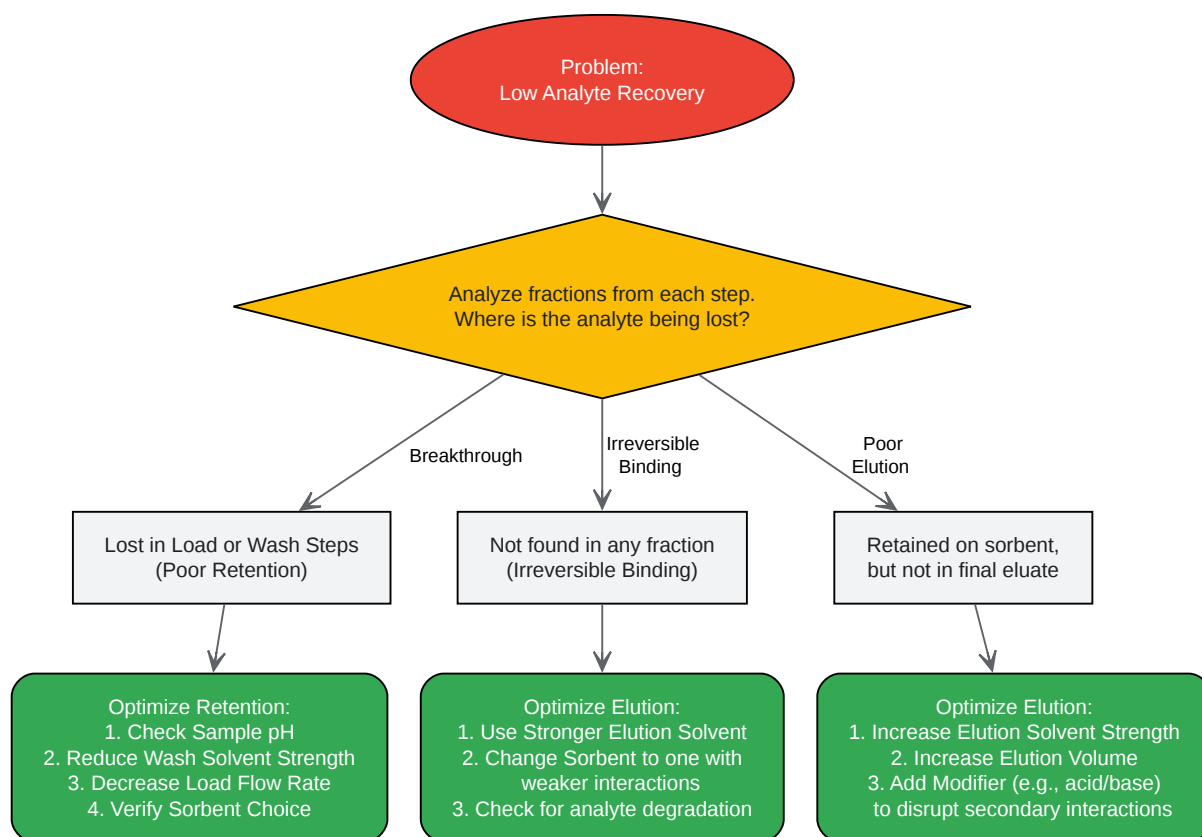 Problem:
Low Analyte Recovery
Analyze fractions from each step.
Where is the analyte being lost?
Breakthrough
Irreversible
Binding
Poor
Elution
Lost in Load or Wash Steps
(Poor Retention)
Not found in any fraction
(Irreversible Binding)
Retained on sorbent,
but not in final eluate
Optimize Retention:
1. Check Sample pH
2. Reduce Wash Solvent Strength
3. Decrease Load Flow Rate
4. Verify Sorbent Choice
Optimize Elution:
1. Use Stronger Elution Solvent
2. Change Sorbent to one with
weaker interactions
3. Check for analyte degradation
Optimize Elution:
1. Increase Elution Solvent Strength
2. Increase Elution Volume
3. Add Modifier (e.g., acid/base)
to disrupt secondary interactions